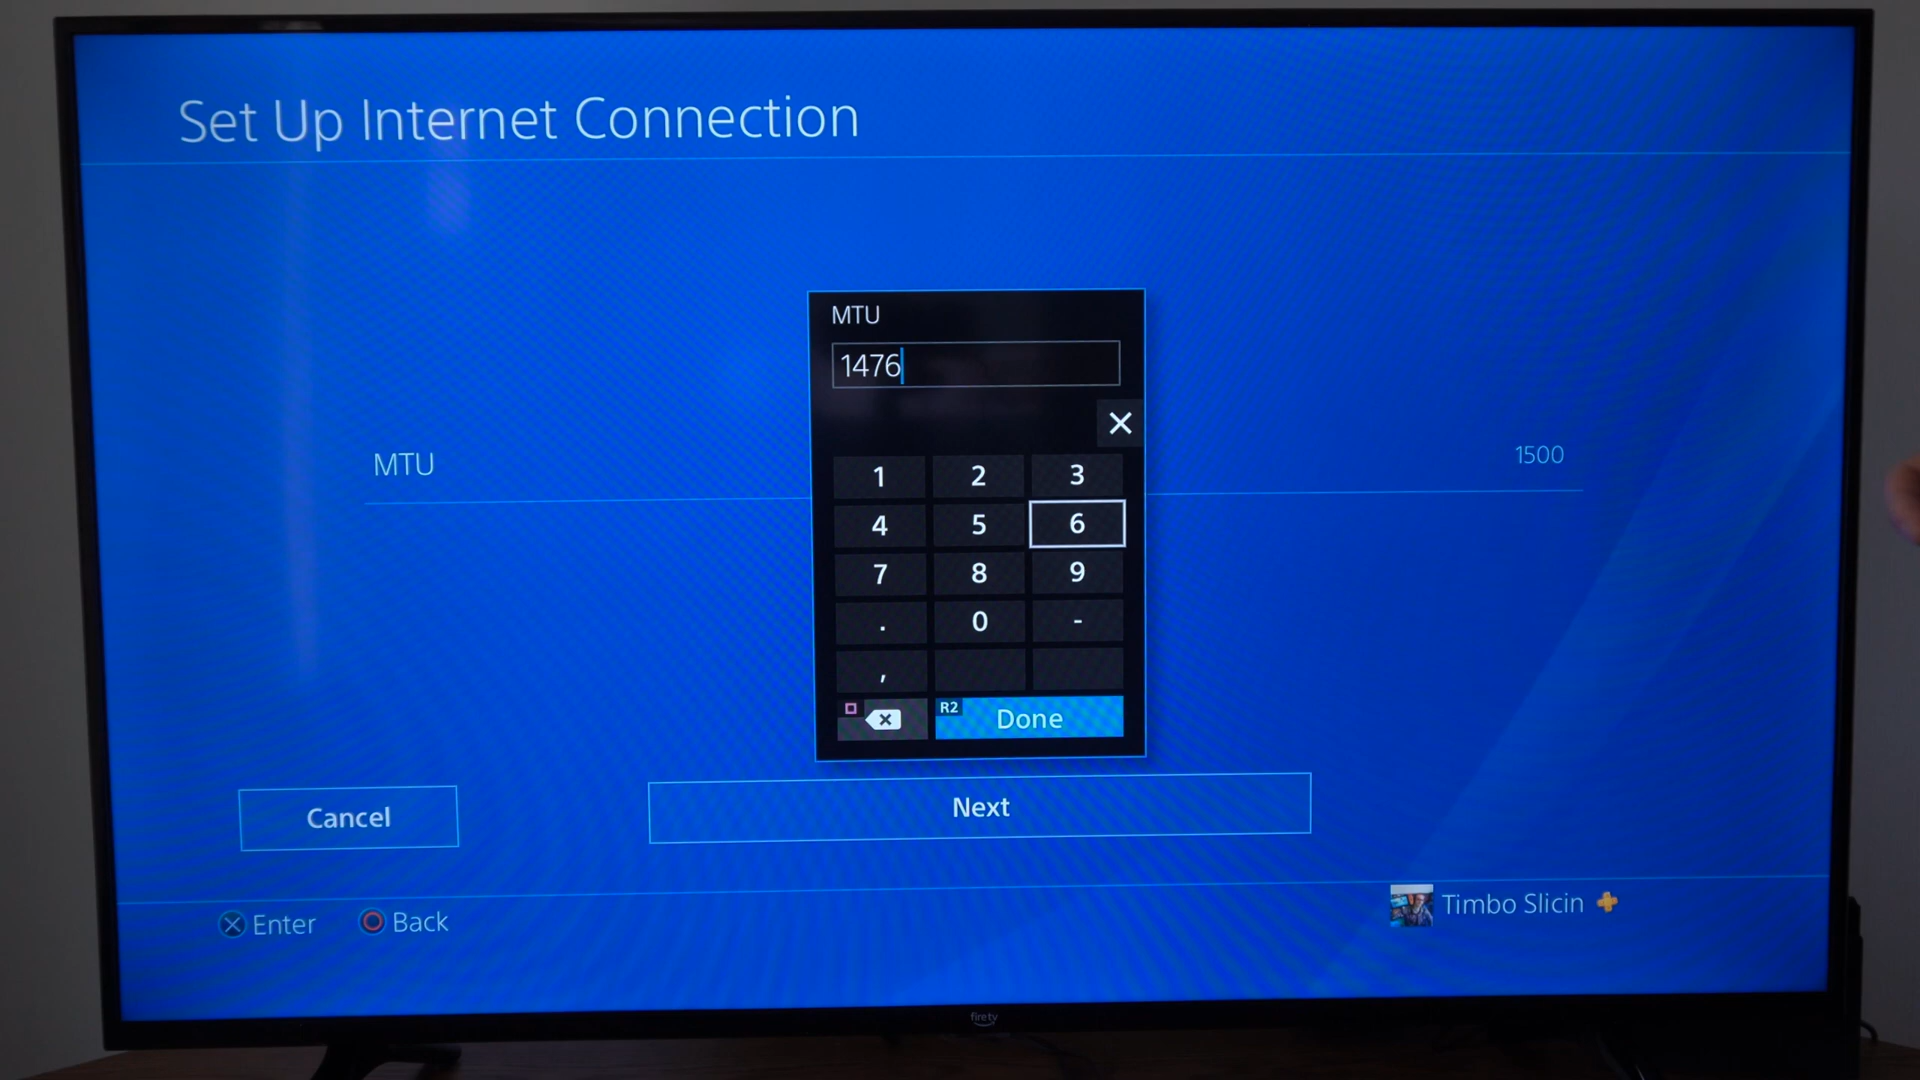 Set Up Internet Connection
MTU
1476
MTU
1500
1 2 3
4 5 6
7 8 9
. 0 -
,
R2 Done
Cancel
Next
Enter Back
Timbo Slicin
firetv